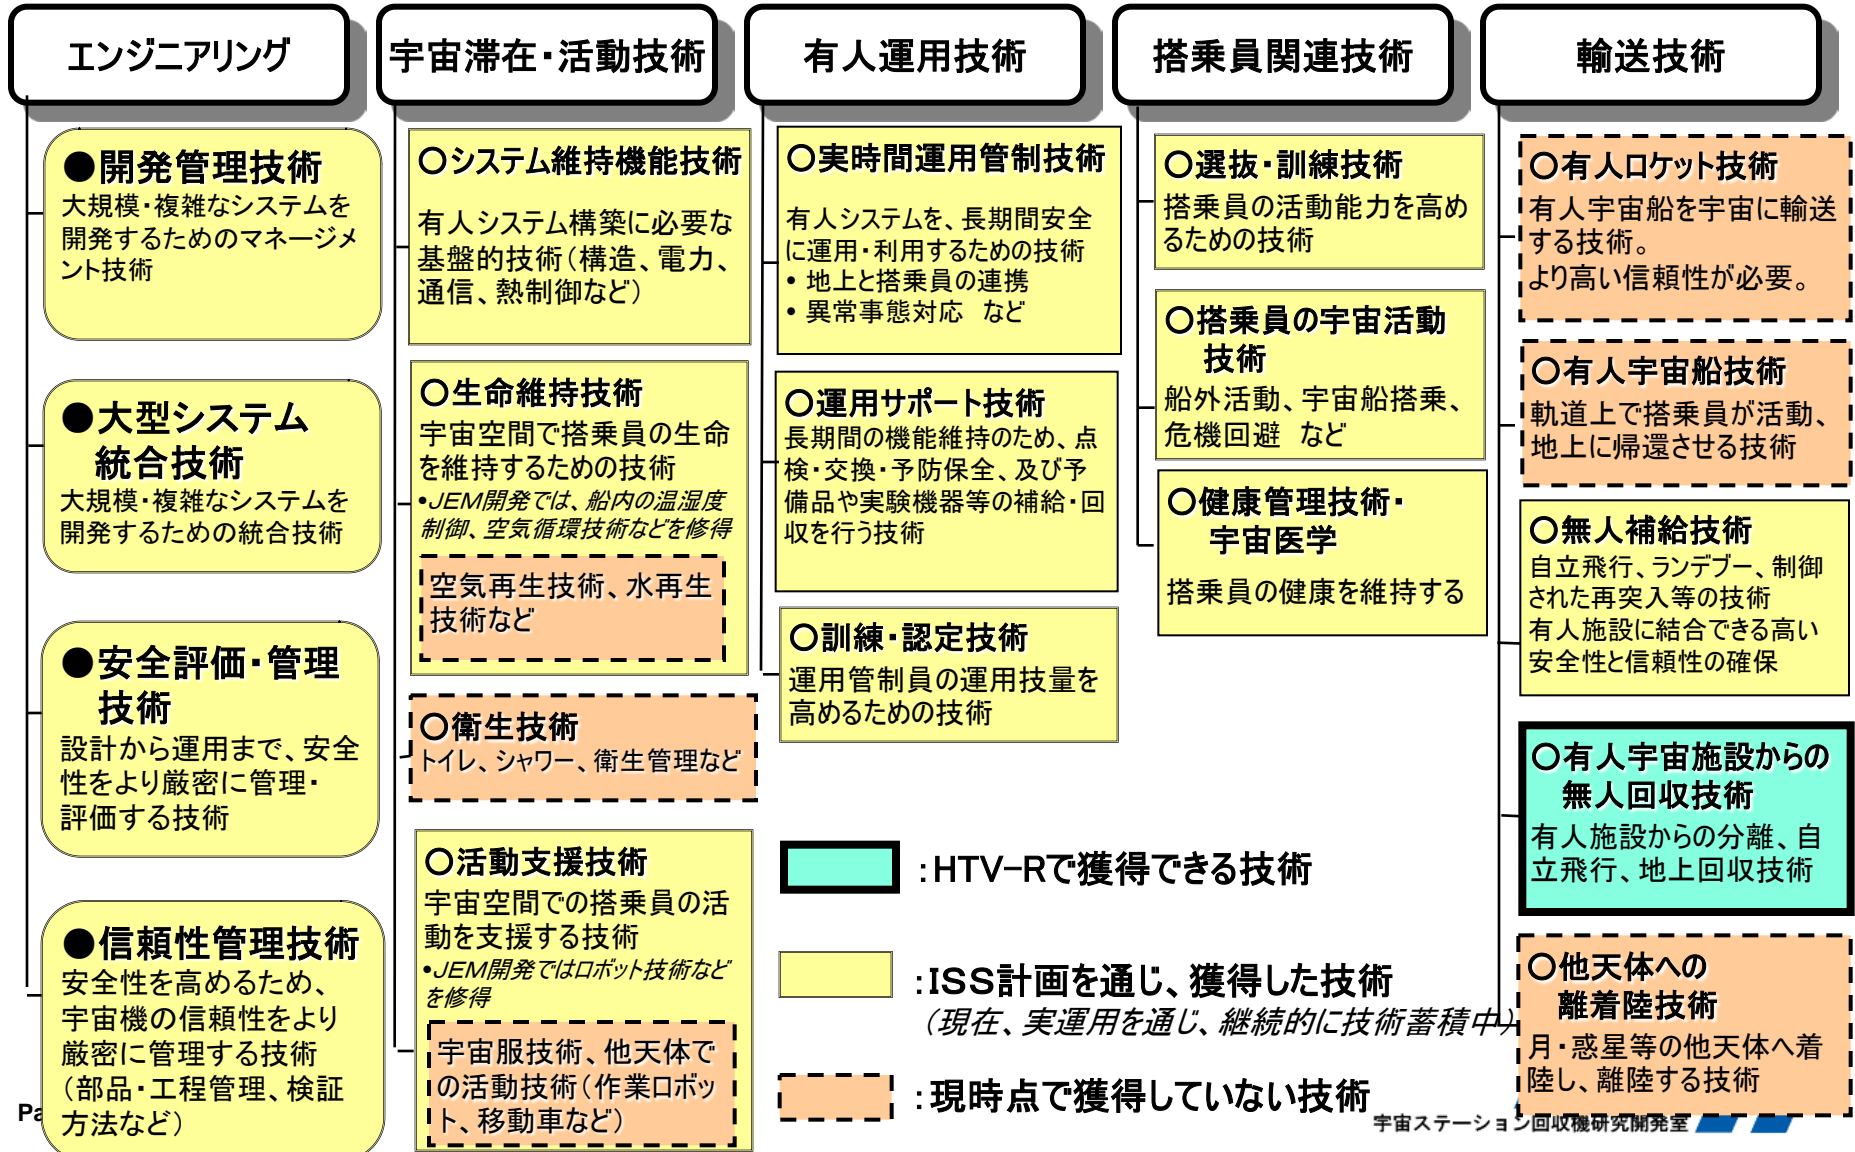 エンジニアリング
●開発管理技術
大規模・複雑なシステムを
開発するためのマネージメ
ント技術
●大型システム
統合技術
大規模・複雑なシステムを
開発するための統合技術
●安全評価・管理
技術
設計から運用まで、安全
性をより厳密に管理・
評価する技術
●信頼性管理技術
安全性を高めるため、
宇宙機の信頼性をより
厳密に管理する技術
（部品・工程管理、検証
方法など）
宇宙滞在・活動技術
○システム維持機能技術
有人システム構築に必要な
基盤的技術（構造、電力、
通信、熱制御など）
○生命維持技術
宇宙空間で搭乗員の生命
を維持するための技術
•JEM開発では、船内の温湿度
制御、空気循環技術などを修得
空気再生技術、水再生
技術など
○衛生技術
トイレ、シャワー、衛生管理など
○活動支援技術
宇宙空間での搭乗員の活
動を支援する技術
•JEM開発ではロボット技術など
を修得
宇宙服技術、他天体で
の活動技術（作業ロボッ
ト、移動車など）
有人運用技術
○実時間運用管制技術
有人システムを、長期間安全
に運用・利用するための技術
• 地上と搭乗員の連携
• 異常事態対応　など
○運用サポート技術
長期間の機能維持のため、点
検・交換・予防保全、及び予
備品や実験機器等の補給・回
収を行う技術
○訓練・認定技術
運用管制員の運用技量を
高めるための技術
搭乗員関連技術
○選抜・訓練技術
搭乗員の活動能力を高め
るための技術
○搭乗員の宇宙活動
技術
船外活動、宇宙船搭乗、
危機回避 など
○健康管理技術・
宇宙医学
搭乗員の健康を維持する
輸送技術
○有人ロケット技術
有人宇宙船を宇宙に輸送
する技術。
より高い信頼性が必要。
○有人宇宙船技術
軌道上で搭乗員が活動、
地上に帰還させる技術
○無人補給技術
自立飛行、ランデブー、制御
された再突入等の技術
有人施設に結合できる高い
安全性と信頼性の確保
○有人宇宙施設からの
無人回収技術
有人施設からの分離、自
立飛行、地上回収技術
○他天体への
離着陸技術
月・惑星等の他天体へ着
陸し、離陸する技術
：HTV-Rで獲得できる技術
：ISS計画を通じ、獲得した技術
（現在、実運用を通じ、継続的に技術蓄積中）
：現時点で獲得していない技術
宇宙ステーション回収機研究開発室